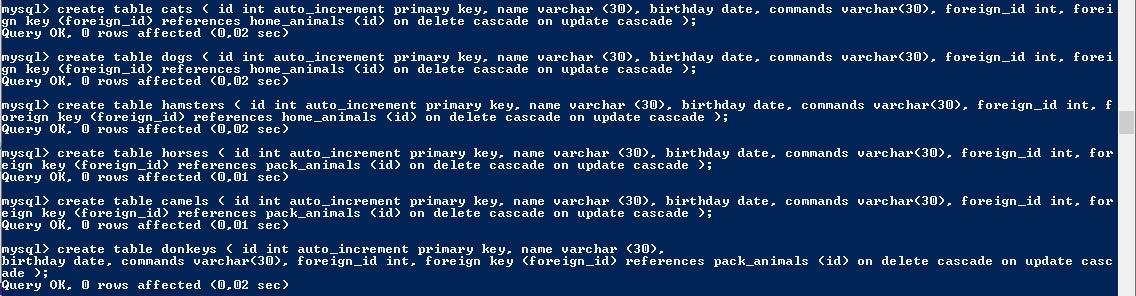 mysql> create table cats ( id int auto_increment primary key, name varchar (30), birthday date, commands varchar(30), foreign_id int, forei
gn key (foreign_id) references home_animals (id) on delete cascade on update cascade );
Query OK, 0 rows affected (0,02 sec)
mysql> create table dogs ( id int auto_increment primary key, name varchar (30), birthday date, commands varchar(30), foreign_id int, forei
gn key (foreign_id) references home_animals (id) on delete cascade on update cascade );
Query OK, 0 rows affected (0,02 sec)
mysql> create table hamsters ( id int auto_increment primary key, name varchar (30), birthday date, commands varchar(30), foreign_id int, f
oreign key (foreign_id) references home_animals (id) on delete cascade on update cascade );
Query OK, 0 rows affected (0,02 sec)
mysql> create table horses ( id int auto_increment primary key, name varchar (30), birthday date, commands varchar(30), foreign_id int, for
eign key (foreign_id) references pack_animals (id) on delete cascade on update cascade );
Query OK, 0 rows affected (0,01 sec)
mysql> create table camels ( id int auto_increment primary key, name varchar (30), birthday date, commands varchar(30), foreign_id int, for
eign key (foreign_id) references pack_animals (id) on delete cascade on update cascade );
Query OK, 0 rows affected (0,01 sec)
mysql> create table donkeys ( id int auto_increment primary key, name varchar (30),
birthday date, commands varchar(30), foreign_id int, foreign key (foreign_id) references pack_animals (id) on delete cascade on update casc
ade );
Query OK, 0 rows affected (0,02 sec)